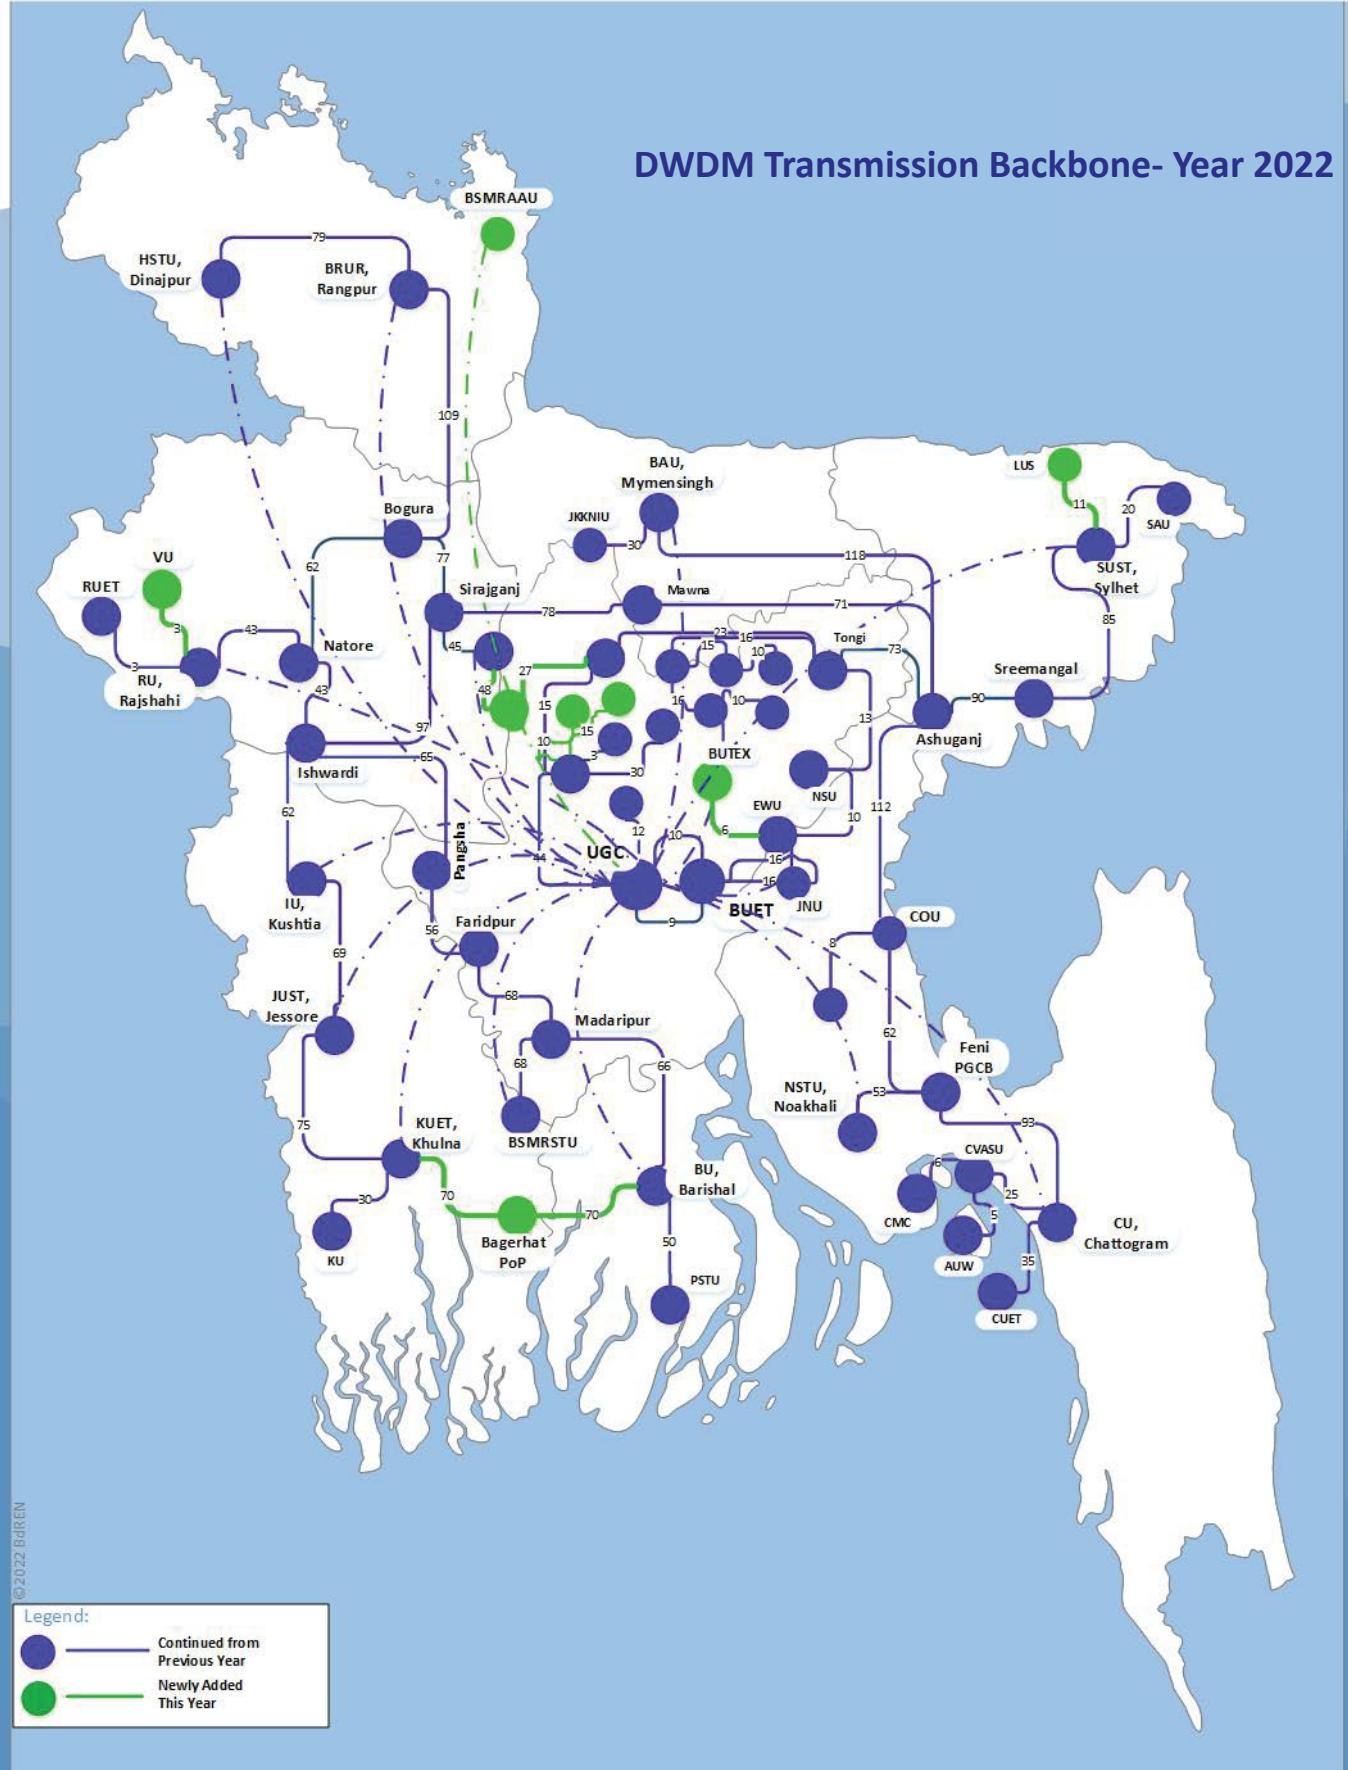 DWDM Transmission Backbone- Year 2022
BSMRAAU
79
HSTU,
Dinajpur
BRUR,
Rangpur
109
BAU,
Mymensingh
LUS
11
20
SAU
Bogura
JKKNIU
30
118
77
62
VU
RUET
SUST,
Sylhet
Sirajganj
Mawna
78
71
85
3
43
Natore
45
23
16
15
10
Tongi
73
3
RU,
Rajshahi
27
Sreemangal
43
48
15
16
10
90
13
97
15
10
3
Ashuganj
65
30
BUTEX
Ishwardi
NSU
62
EWU
112
10
12
10
6
Pangsha
UGC
44
16
16
IU,
Kushtia
BUET
JNU
9
COU
56
Faridpur
8
69
JUST,
Jessore
68
Madaripur
62
68
66
Feni
PGCB
NSTU,
Noakhali
53
75
KUET,
Khulna
BSMRSTU
93
CVASU
6
BU,
Barishal
25
70
30
70
5
CMC
CU,
Chattogram
Bagerhat
PoP
50
KU
AUW
35
PSTU
CUET
©2022 BdREN
Legend:
Continued from
Previous Year
Newly Added
This Year